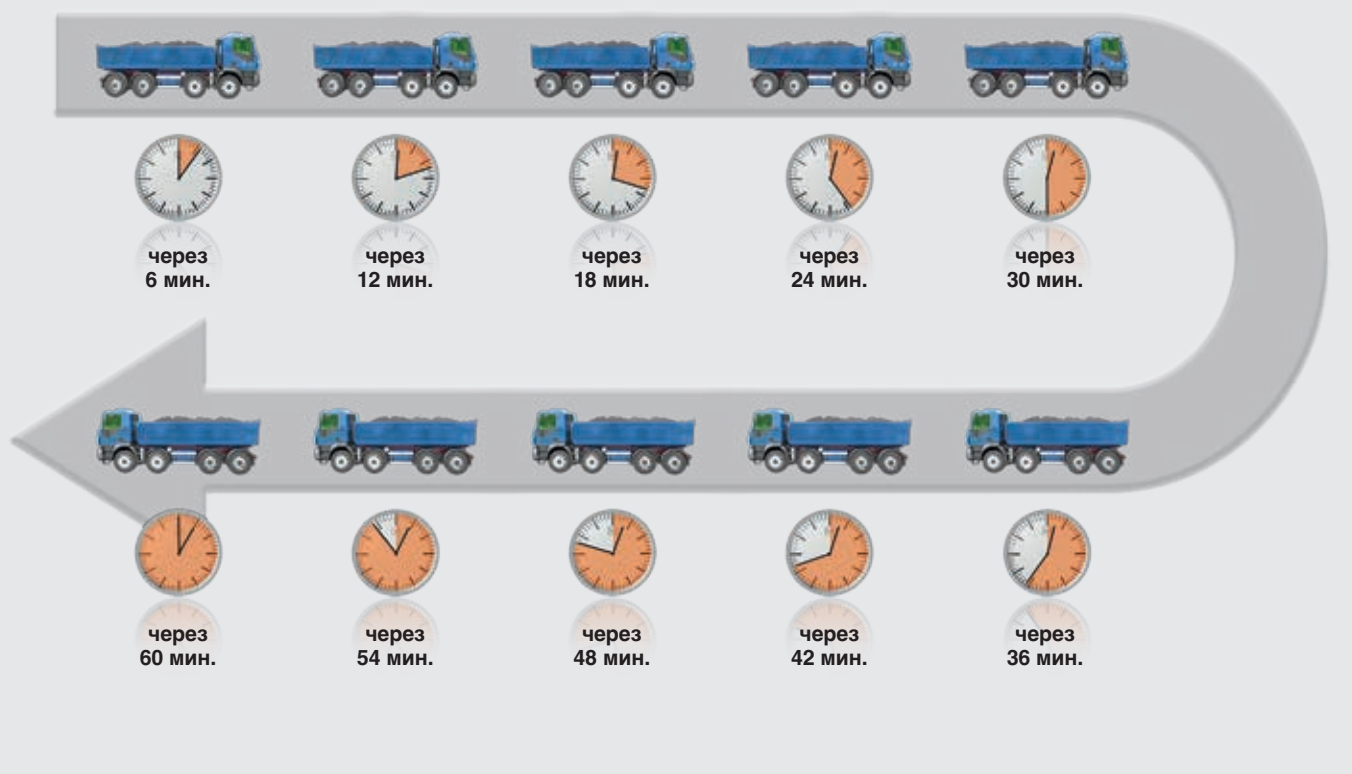 через
6 мин.
через
12 мин.
через
18 мин.
через
24 мин.
через
30 мин.
через
60 мин.
через
54 мин.
через
48 мин.
через
42 мин.
через
36 мин.